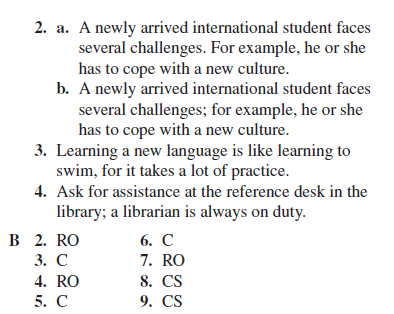 2. a. A newly arrived international student faces
several challenges. For example, he or she
has to cope with a new culture.
b. A newly arrived international student faces
several challenges; for example, he or she
has to cope with a new culture.
3. Learning a new language is like learning to
swim, for it takes a lot of practice.
4. Ask for assistance at the reference desk in the
library; a librarian is always on duty.
B 2. RO 6. C
3. C 7. RO
4. RO 8. CS
5. C 9. CS